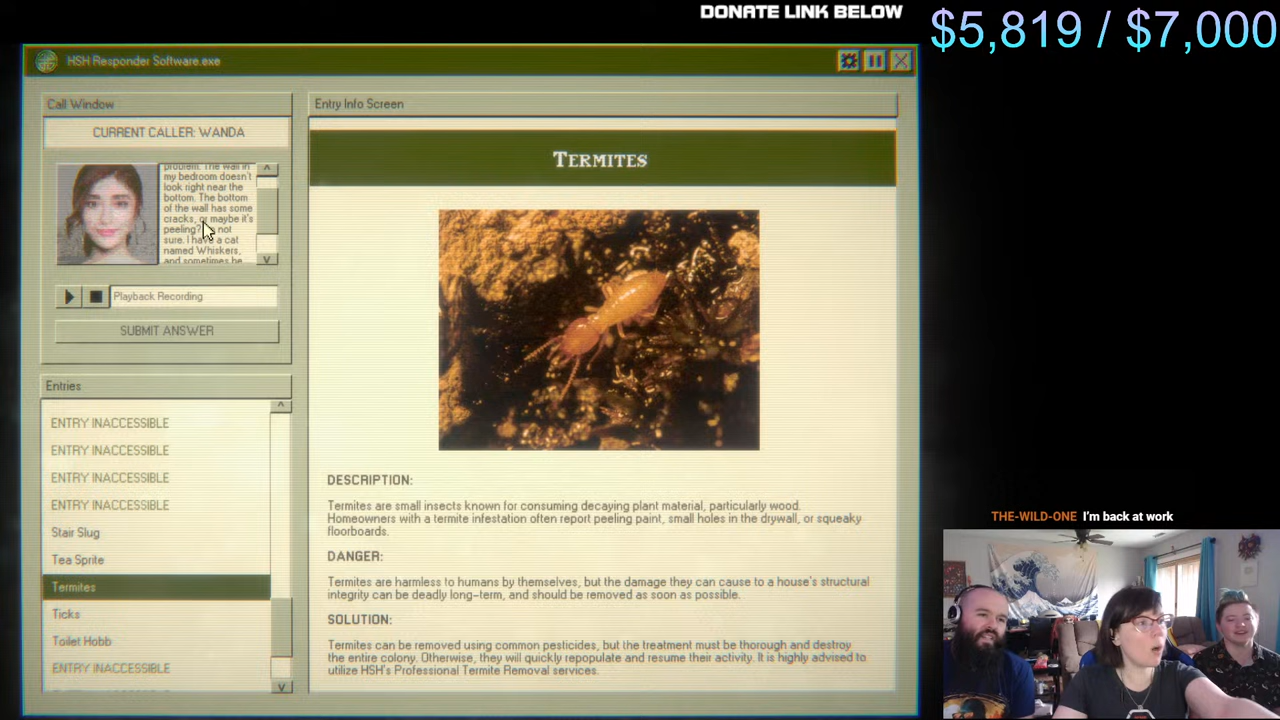 DONATE LINK BELOW
$5,819 / $7,000
HSH Responder Software.exe
Call Window
CURRENT CALLER: WANDA
problem. The wall in
my bedroom doesn't
look right near the
bottom. The bottom
of the wall has some
cracks, or maybe it's
peeling? I'm not
sure. I have a cat
named Whiskers,
and sometimes he
Playback Recording
SUBMIT ANSWER
Entries
ENTRY INACCESSIBLE
ENTRY INACCESSIBLE
ENTRY INACCESSIBLE
ENTRY INACCESSIBLE
Stair Slug
Tea Sprite
Termites
Ticks
Toilet Hobb
ENTRY INACCESSIBLE
Entry Info Screen
TERMITES
DESCRIPTION:
Termites are small insects known for consuming decaying plant material, particularly wood.
Homeowners with a termite infestation often report peeling paint, small holes in the drywall, or squeaky
floorboards.
DANGER:
Termites are harmless to humans by themselves, but the damage they can cause to a house's structural
integrity can be deadly long-term, and should be removed as soon as possible.
SOLUTION:
Termites can be removed using common pesticides, but the treatment must be thorough and destroy
the entire colony. Otherwise, they will quickly repopulate and resume their activity. It is highly advised to
utilize HSH's Professional Termite Removal services.
THE-WILD-ONE I'm back at work